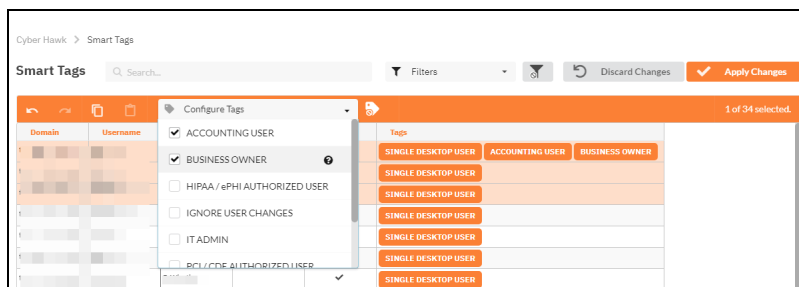 Cyber Hawk > Smart Tags
Smart Tags Search... Filters Discard Changes Apply Changes
Configure Tags 1 of 34 selected.
Domain Username Tags
ACCOUNTING USER
BUSINESS OWNER
HIPAA / ePHI AUTHORIZED USER
IGNORE USER CHANGES
IT ADMIN
PCI / CDE AUTHORIZED USER
SINGLE DESKTOP USER ACCOUNTING USER BUSINESS OWNER
SINGLE DESKTOP USER
SINGLE DESKTOP USER
SINGLE DESKTOP USER
SINGLE DESKTOP USER
SINGLE DESKTOP USER
SINGLE DESKTOP USER